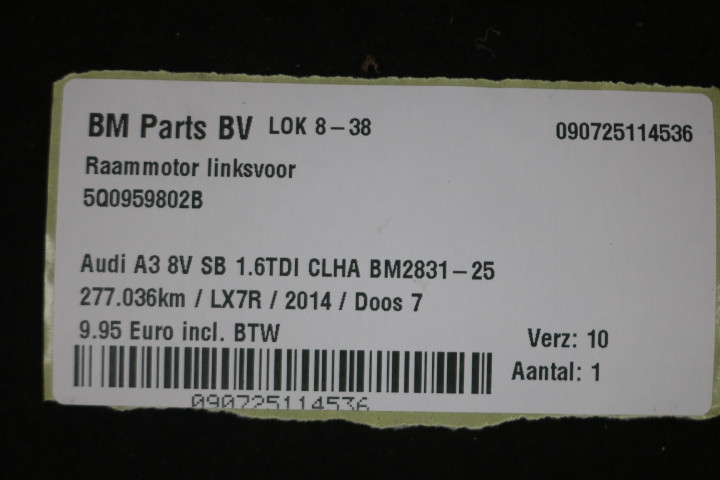 BM Parts BV LOK 8-38 090725114536
Raammotor linksvoor
5Q0959802B
Audi A3 8V SB 1.6TDI CLHA BM2831-25
277.036km / LX7R / 2014 / Doos 7
9.95 Euro incl. BTW Verz: 10
Aantal: 1
090725114536